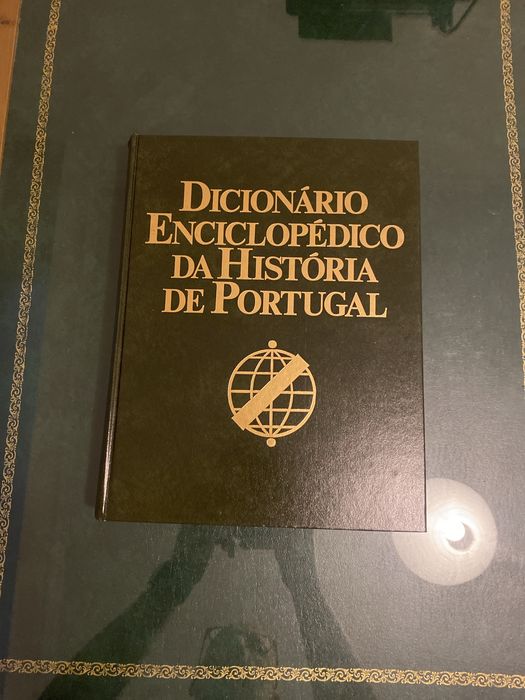 DICIONÁRIO
ENCICLOPÉDICO
DA HISTÓRIA
DE PORTUGAL